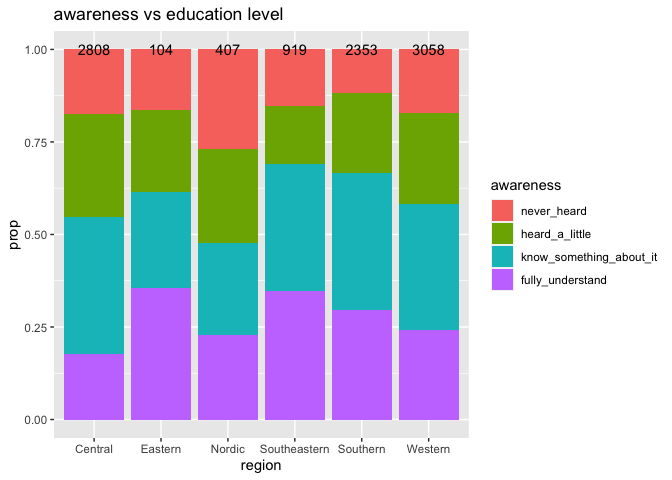 awareness vs education level
1.00
0.75
0.50
0.25
0.00
prop
2808 104 407 919 2353 3058
Central Eastern Nordic Southeastern Southern Western
region
awareness
never_heard
heard_a_little
know_something_about_it
fully_understand